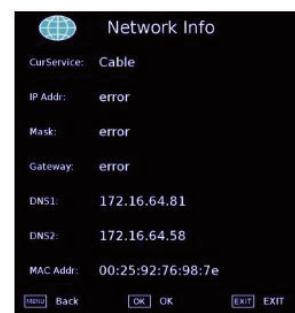 Network Info
CurService: Cable
IP Addr: error
Mask: error
Gateway: error
DNS1: 172.16.64.81
DNS2: 172.16.64.58
MAC Addr: 00:25:92:76:98:7e
MENU Back OK OK EXIT EXIT